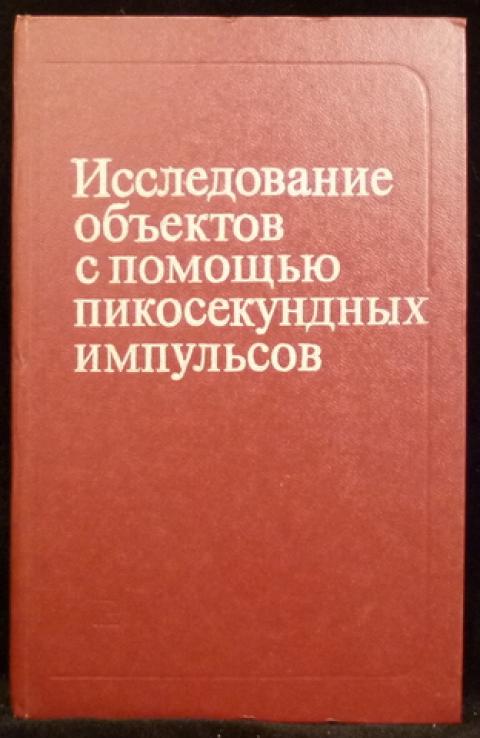 Исследование
объектов
с помощью
пикосекундных
импульсов